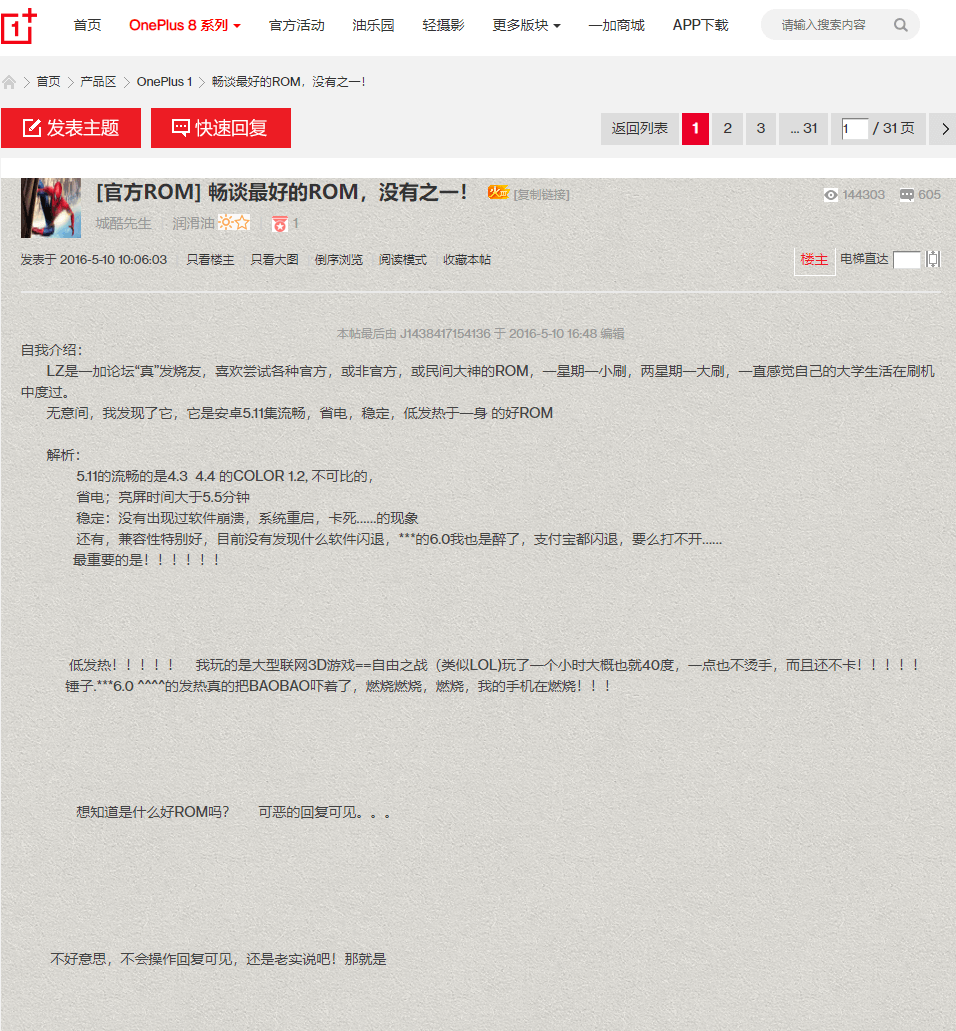 1+
首页 OnePlus 8 系列 官方活动 油乐园 轻摄影 更多版块 一加商城 APP下载 请输入搜索内容
首页 产品区 OnePlus 1 畅谈最好的ROM，没有之一！
发表主题 快速回复 返回列表 1 2 3 ... 31 1 / 31 页
[官方ROM] 畅谈最好的ROM，没有之一！ 火 [复制链接] 144303 605
城酷先生 润滑油 1
发表于 2016-5-10 10:06:03 只看楼主 只看大图 倒序浏览 阅读模式 收藏本帖 楼主 电梯直达
本帖最后由 J1438417154136 于 2016-5-10 16:48 编辑
自我介绍：
LZ是一加论坛“真”发烧友，喜欢尝试各种官方，或非官方，或民间大神的ROM，一星期一小刷，两星期一大刷，一直感觉自己的大学生活在刷机
中度过。
无意间，我发现了它，它是安卓5.11集流畅，省电，稳定，低发热于一身 的好ROM
解析：
5.11的流畅的是4.3  4.4 的COLOR 1.2, 不可比的，
省电；亮屏时间大于5.5分钟
稳定：没有出现过软件崩溃，系统重启，卡死......的现象
还有，兼容性特别好，目前没有发现什么软件闪退，***的6.0我也是醉了，支付宝都闪退，要么打不开......
最重要的是！！！！！！
低发热！！！！！ 我玩的是大型联网3D游戏==自由之战（类似LOL)玩了一个小时大概也就40度，一点也不烫手，而且还不卡！！！！！
锤子.***6.0 ^^^^的发热真的把BAOBAO吓着了，燃烧燃烧，燃烧，我的手机在燃烧！！！
想知道是什么好ROM吗？ 可恶的回复可见。。。
不好意思，不会操作回复可见，还是老实说吧！那就是